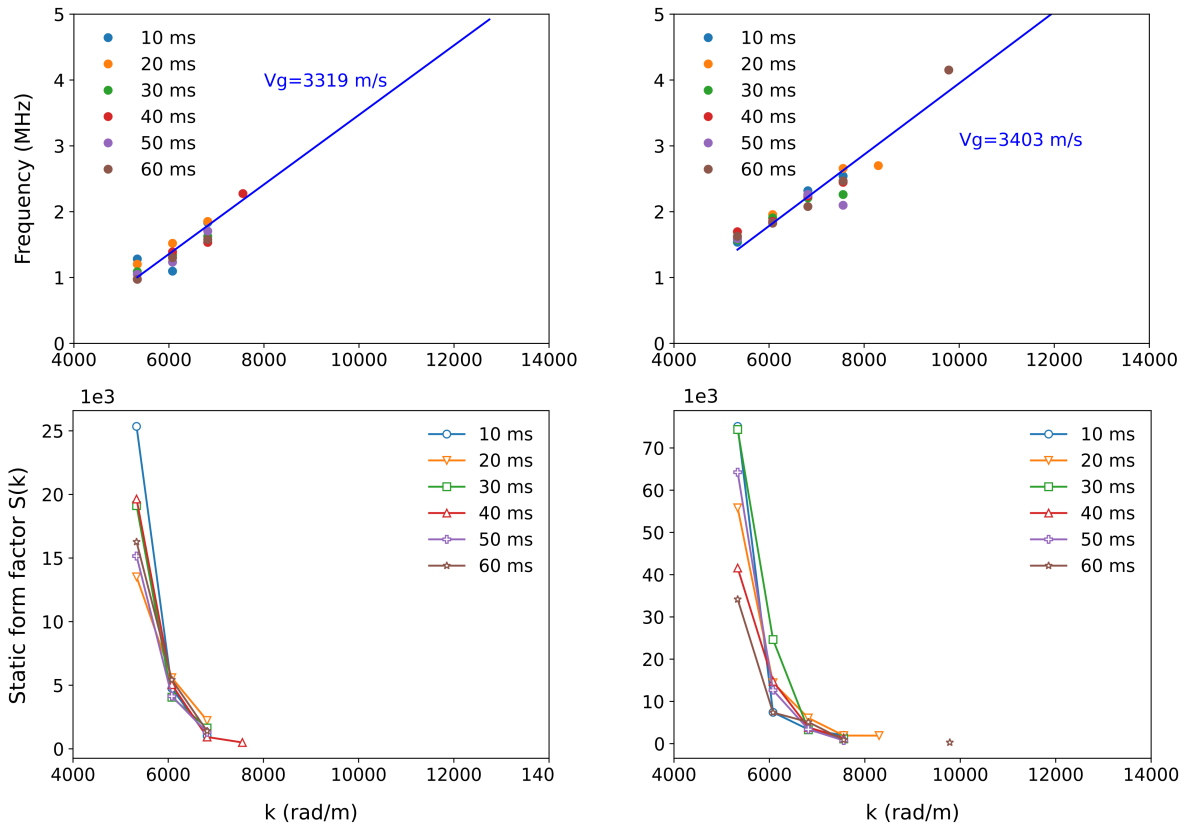 5
4
3
2
1
0
Frequency (MHz)
10 ms
20 ms
30 ms
40 ms
50 ms
60 ms
Vg=3319 m/s
4000 6000 8000 10000 12000 14000
5
4
3
2
1
0
10 ms
20 ms
30 ms
40 ms
50 ms
60 ms
Vg=3403 m/s
4000 6000 8000 10000 12000 14000
1e3
25
20
15
10
5
0
Static form factor S(k)
10 ms
20 ms
30 ms
40 ms
50 ms
60 ms
4000 6000 8000 10000 12000 140
k (rad/m)
1e3
70
60
50
40
30
20
10
0
10 ms
20 ms
30 ms
40 ms
50 ms
60 ms
4000 6000 8000 10000 12000 14000
k (rad/m)